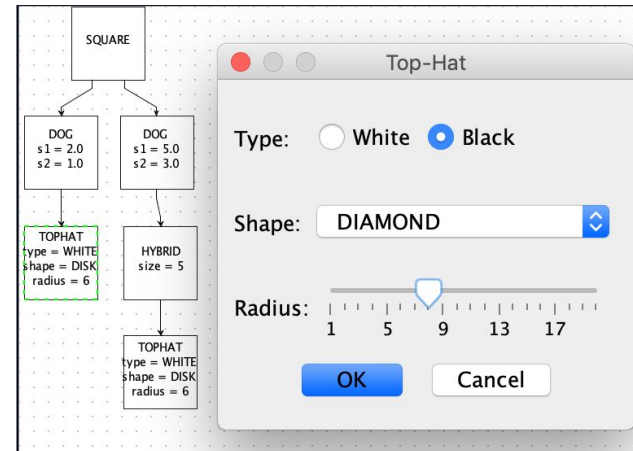 SQUARE
DOG
s1 = 2.0
s2 = 1.0
DOG
s1 = 5.0
s2 = 3.0
TOPHAT
type = WHITE
shape = DISK
radius = 6
HYBRID
size = 5
TOPHAT
type = WHITE
shape = DISK
radius = 6
Top-Hat
Type: White Black
Shape: DIAMOND
Radius:
1 5 9 13 17
OK Cancel